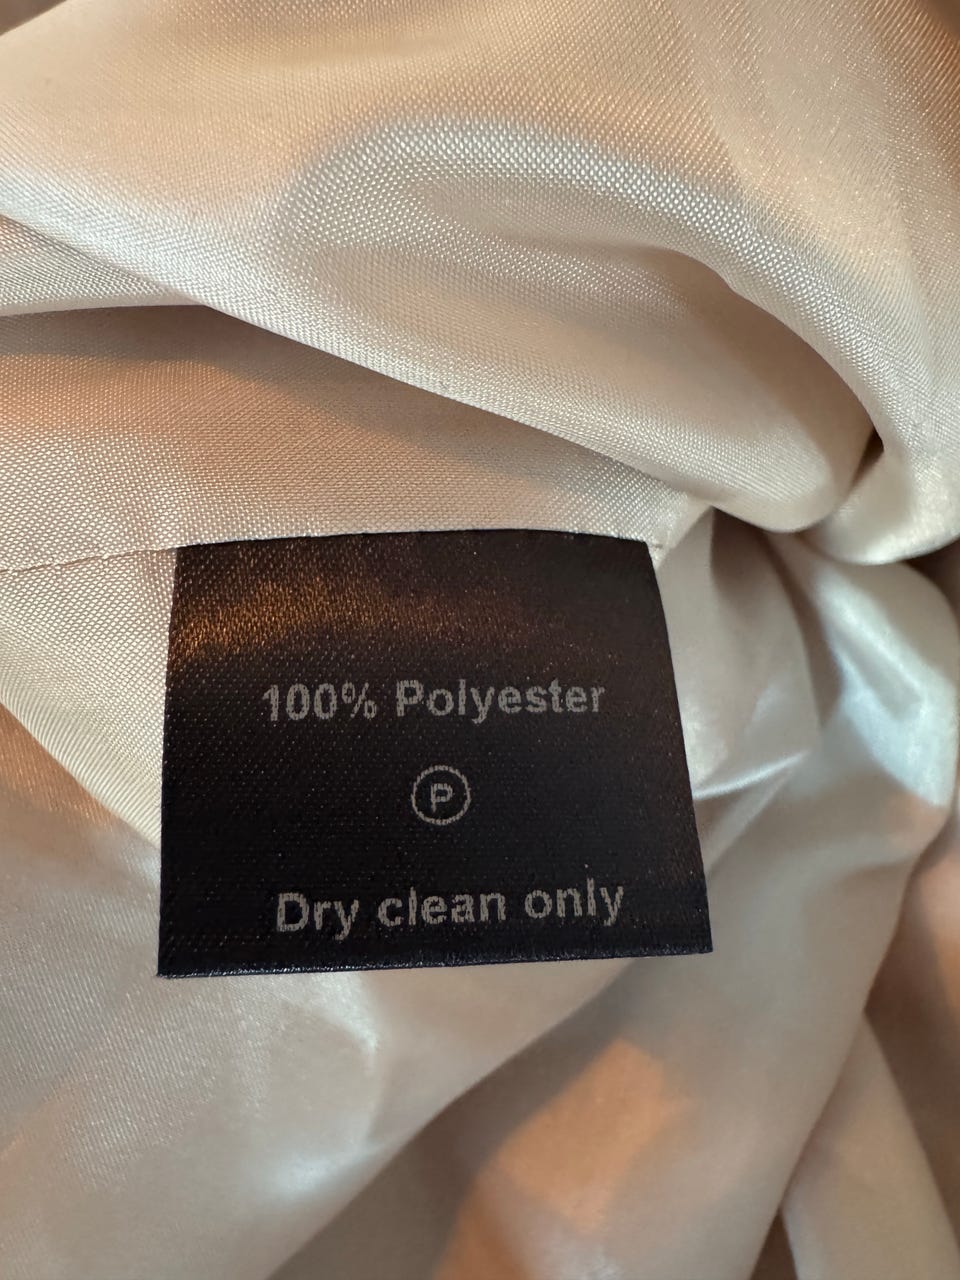 100% Polyester
P
Dry clean only